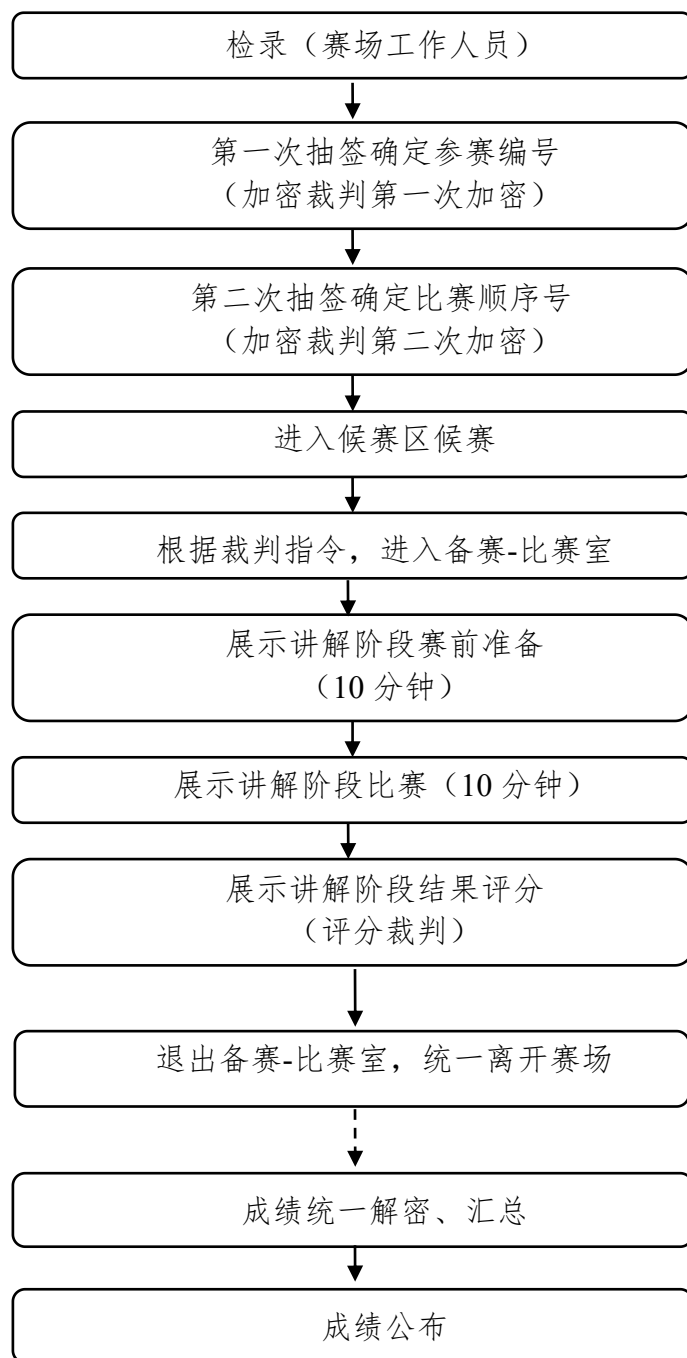 检录（赛场工作人员）
第一次抽签确定参赛编号
（加密裁判第一次加密）
第二次抽签确定比赛顺序号
（加密裁判第二次加密）
进入候赛区候赛
根据裁判指令，进入备赛-比赛室
展示讲解阶段赛前准备
（10 分钟）
展示讲解阶段比赛（10 分钟）
展示讲解阶段结果评分
（评分裁判）
退出备赛-比赛室，统一离开赛场
成绩统一解密、汇总
成绩公布